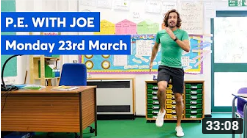 P.E. WITH JOE
Monday 23rd March
33:08